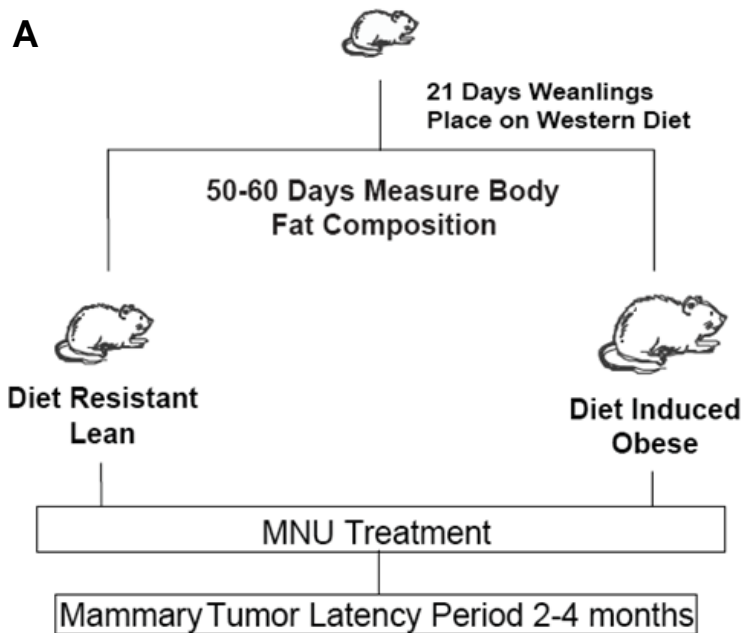 A
21 Days Weanlings
Place on Western Diet
50-60 Days Measure Body
Fat Composition
Diet Resistant
Lean
Diet Induced
Obese
MNU Treatment
Mammary Tumor Latency Period 2-4 months